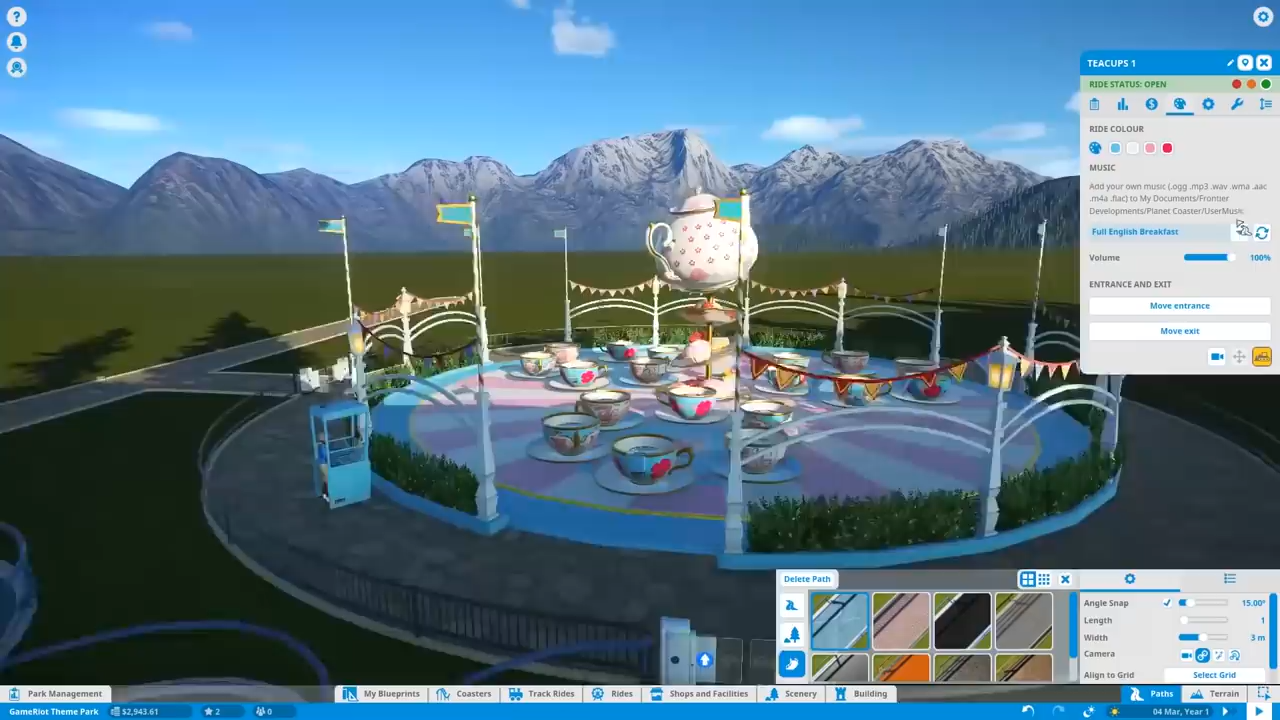 ?
TEACUPS 1
RIDE STATUS: OPEN
RIDE COLOUR
MUSIC
Add your own music (.ogg .mp3 .wav .wma .aac
.m4a .flac) to My Documents/Frontier
Developments/Planet Coaster/UserMusic
Full English Breakfast
Volume 100%
ENTRANCE AND EXIT
Move entrance
Move exit
Delete Path
Angle Snap 15.00°
Length 1
Width 3 m
Camera
Align to Grid Select Grid
Park Management My Blueprints Coasters Track Rides Rides Shops and Facilities Scenery Building Paths Terrain
GameRiot Theme Park $2,943.61 2 0 04 Mar, Year 1